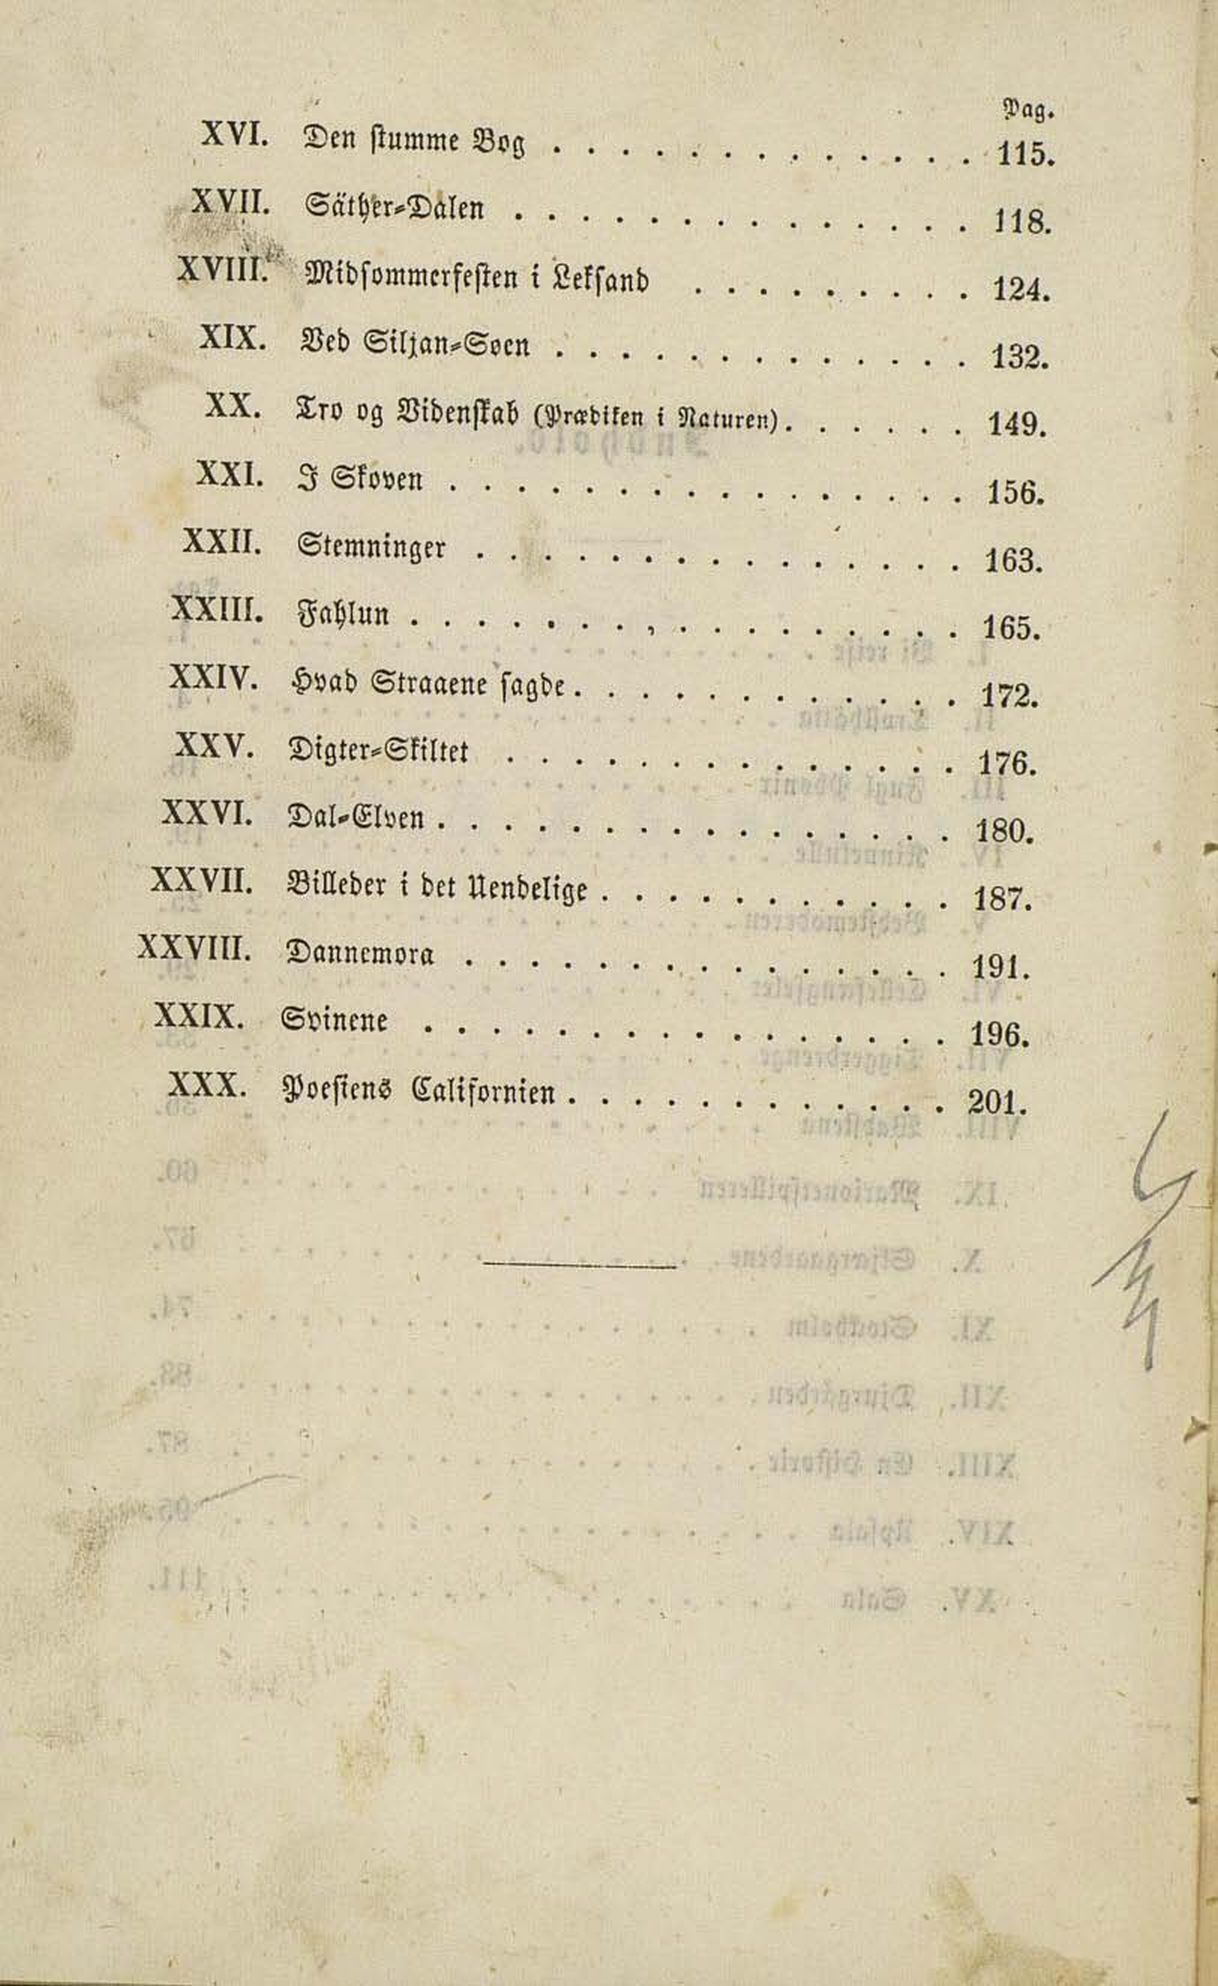 Pag.
XVI. Den stumme Bog . . . . . . . . . . . . . 115.
XVII. Säther-Dalen . . . . . . . . . . . . . . 118.
XVIII. Midsommerfesten i Leksand . . . . . . . . . 124.
XIX. Ved Siljan-Soen . . . . . . . . . . . . . 132.
XX. Tro og Videnskab (Prædiken i Naturen) . . . . . . 149.
XXI. I Skoven . . . . . . . . . . . . . . . . 156.
XXII. Stemninger . . . . . . . . . . . . . . . 163.
XXIII. Fahlun . . . . . . . . . . . . . . . . . 165.
XXIV. Hvad Straaene sagde . . . . . . . . . . . . 172.
XXV. Digter-Skiltet . . . . . . . . . . . . . . 176.
XXVI. Dal-Elven . . . . . . . . . . . . . . . . 180.
XXVII. Billeder i det Uendelige . . . . . . . . . . . 187.
XXVIII. Dannemora . . . . . . . . . . . . . . . 191.
XXIX. Svinene . . . . . . . . . . . . . . . . 196.
XXX. Poesiens Californien . . . . . . . . . . . . 201.